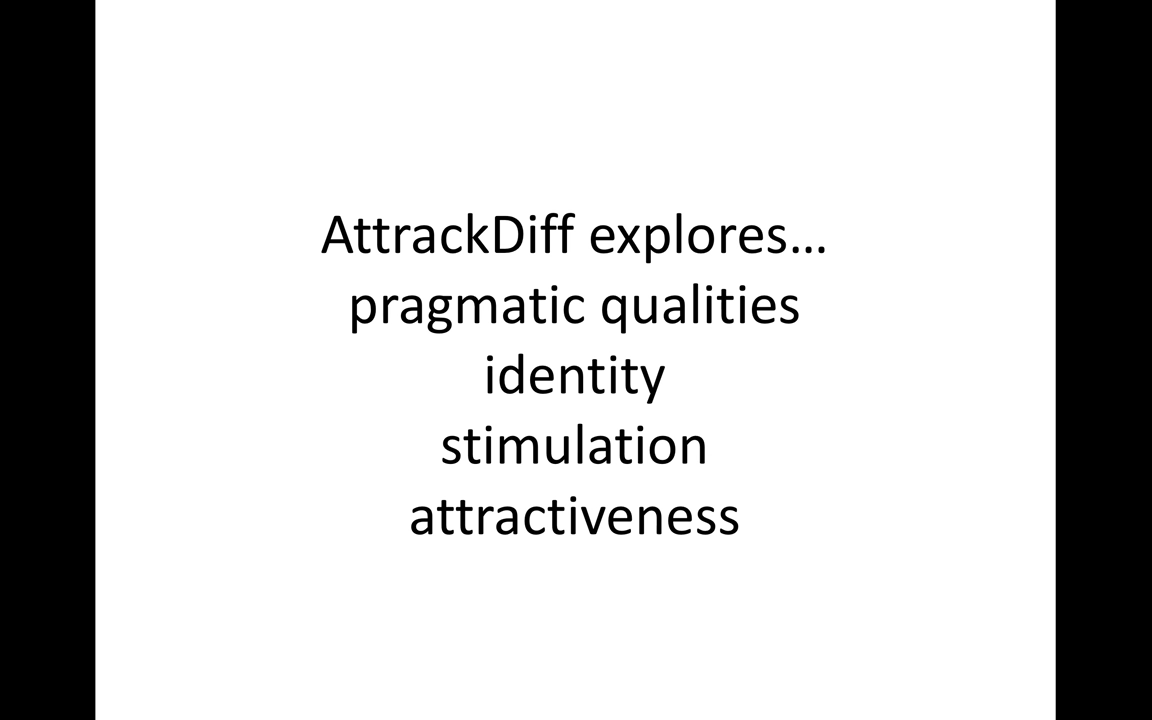 AttrackDiff explores…
pragmatic qualities
identity
stimulation
attractiveness